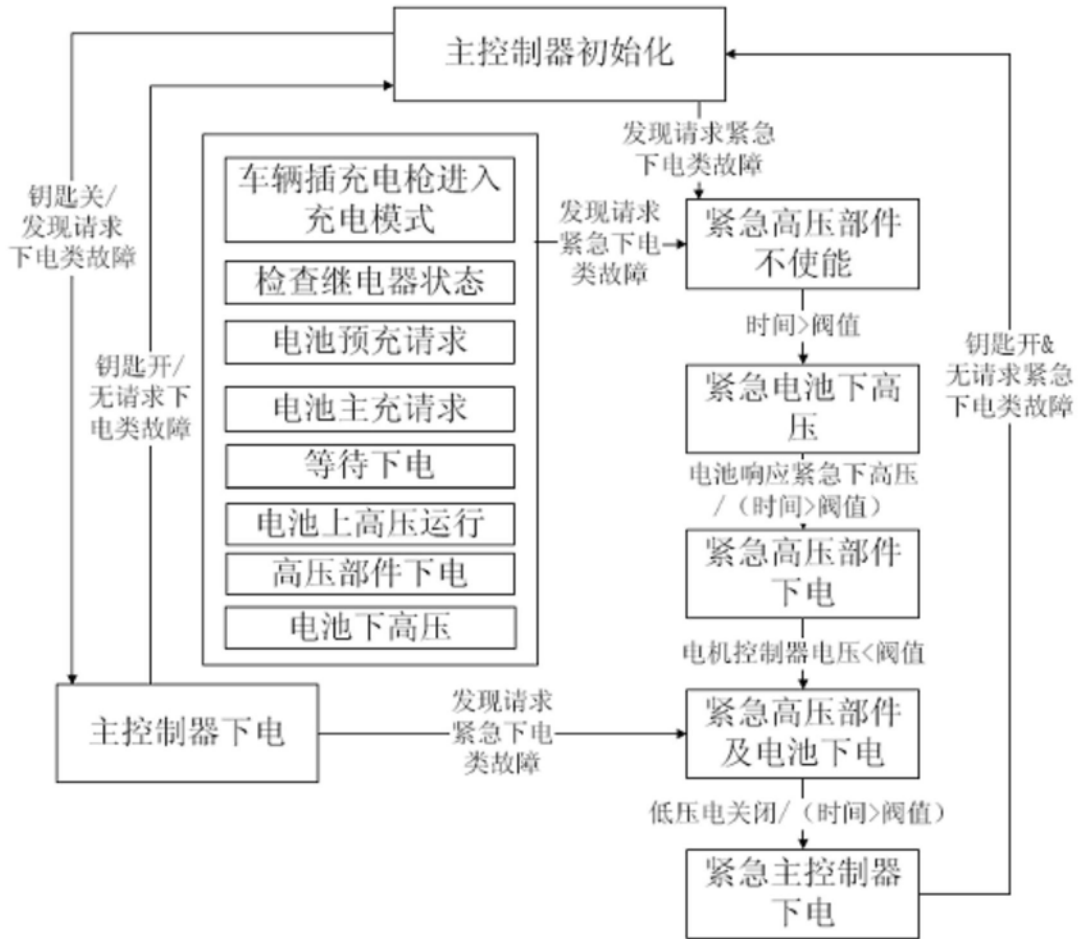 主控制器初始化
发现请求紧急
下电类故障
钥匙关/
发现请求
下电类故障
钥匙开/
无请求下
电类故障
车辆插充电枪进入
充电模式
检查继电器状态
电池预充请求
电池主充请求
等待下电
电池上高压运行
高压部件下电
电池下高压
发现请求
紧急下电
类故障
紧急高压部件
不使能
时间>阀值
紧急电池下高
压
电池响应紧急下高压
/（时间>阀值）
紧急高压部件
下电
电机控制器电压<阀值
钥匙开&
无请求紧急
下电类故障
主控制器下电
发现请求
紧急下电
类故障
紧急高压部件
及电池下电
低压电关闭/（时间>阀值）
紧急主控制器
下电